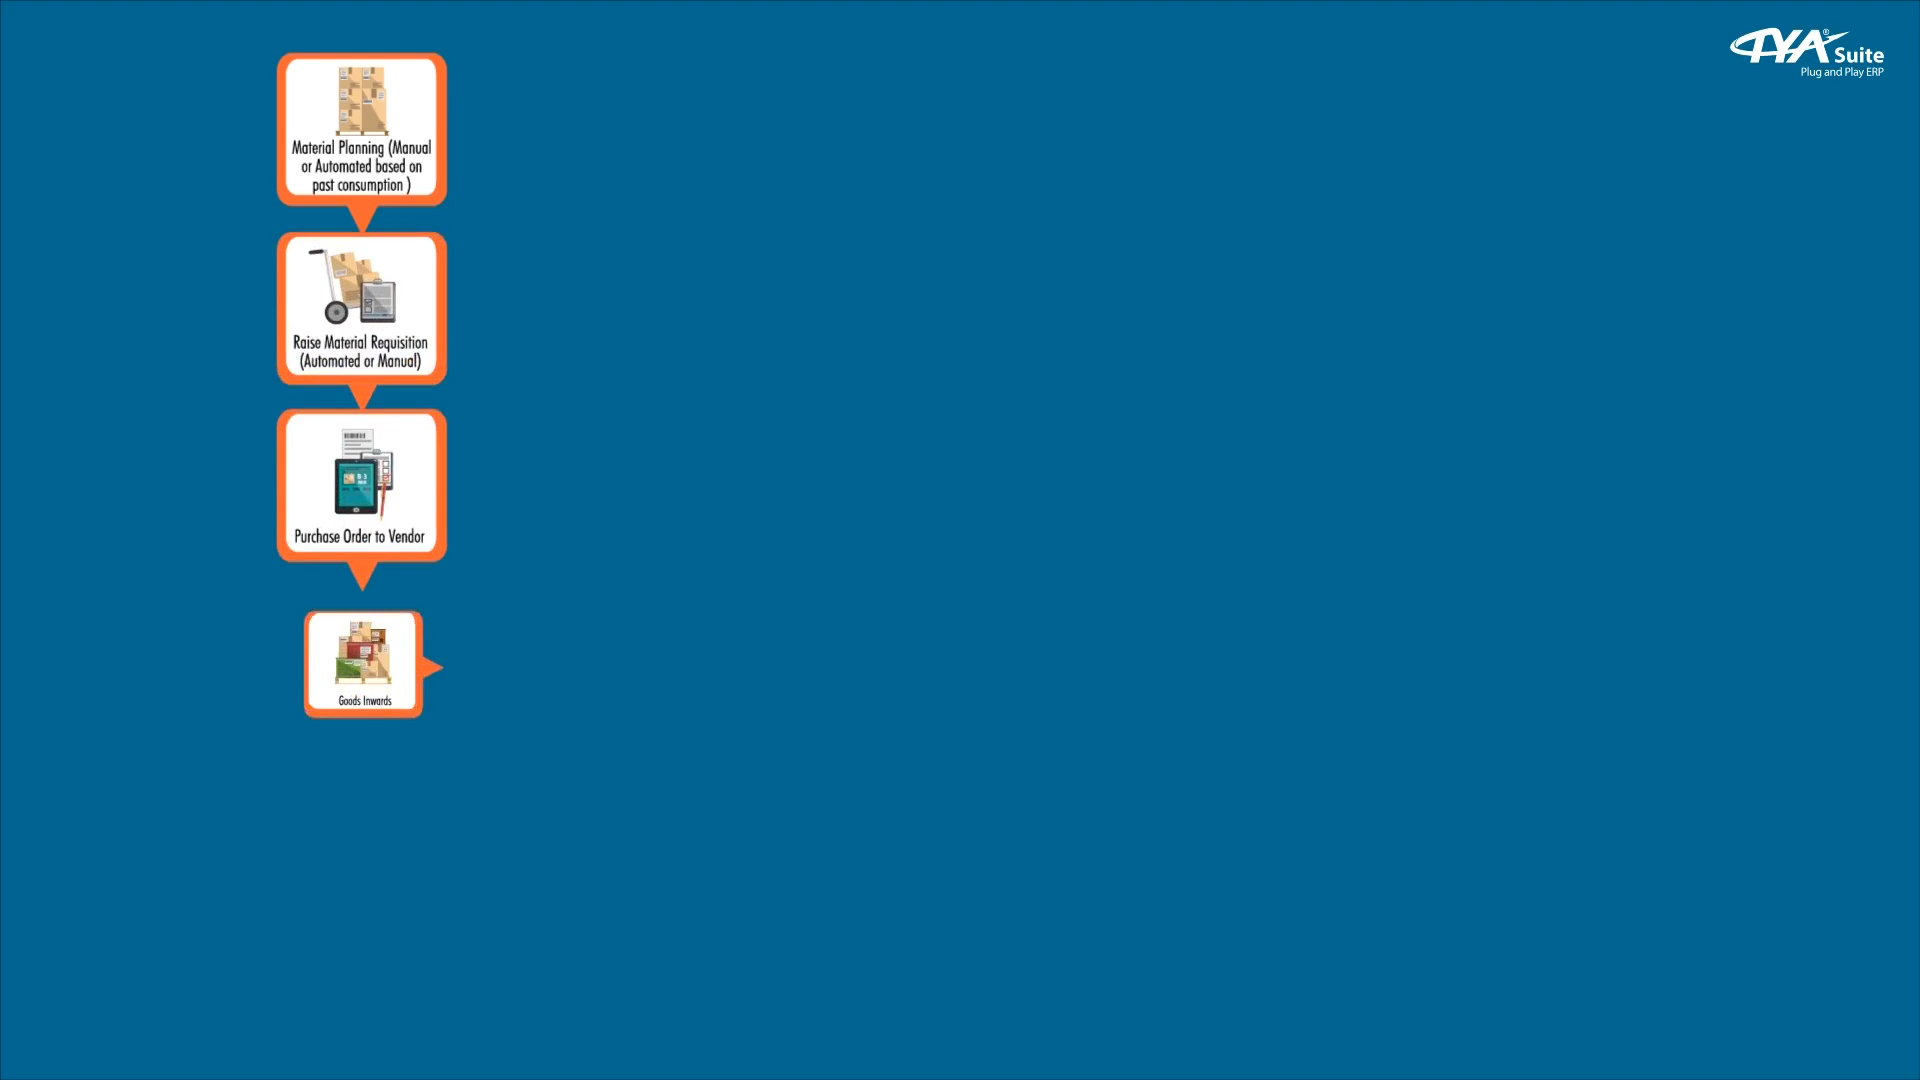 TYA® Suite
Plug and Play ERP
Material Planning (Manual
or Automated based on
past consumption )
Raise Material Requisition
(Automated or Manual)
Purchase Order to Vendor
Goods Inwards